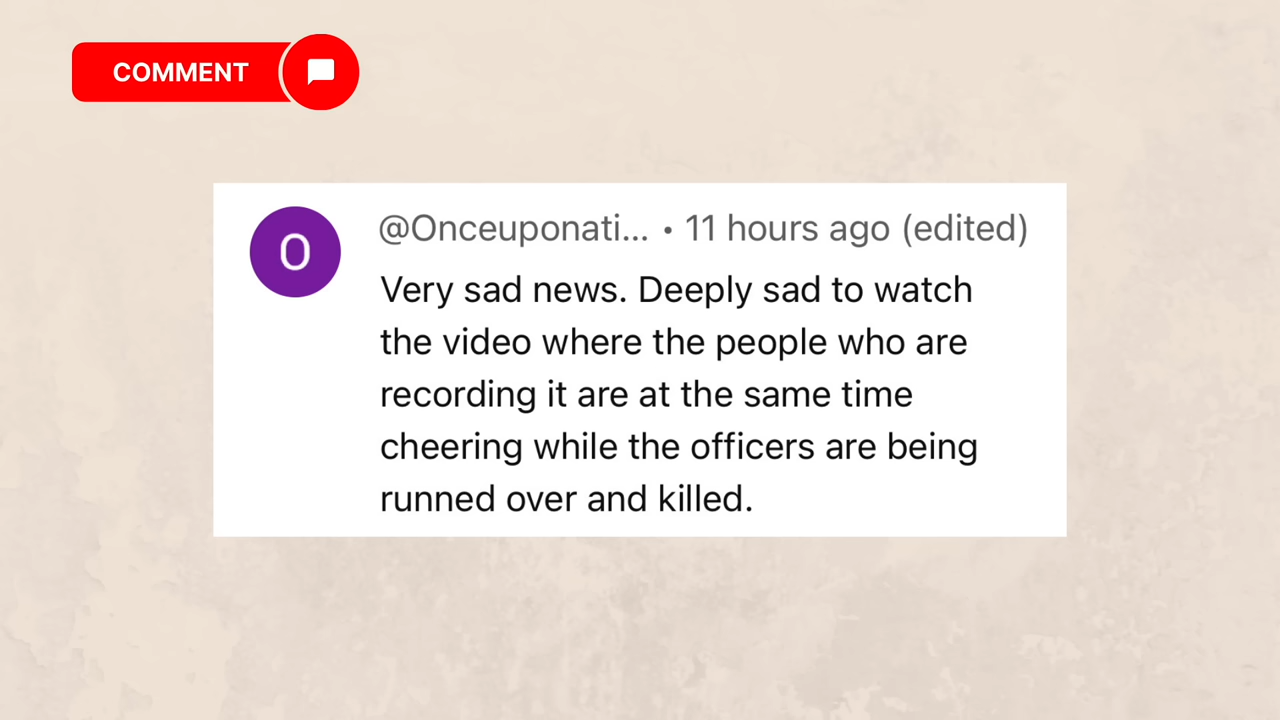 COMMENT
O
@Onceuponati... • 11 hours ago (edited)
Very sad news. Deeply sad to watch
the video where the people who are
recording it are at the same time
cheering while the officers are being
runned over and killed.